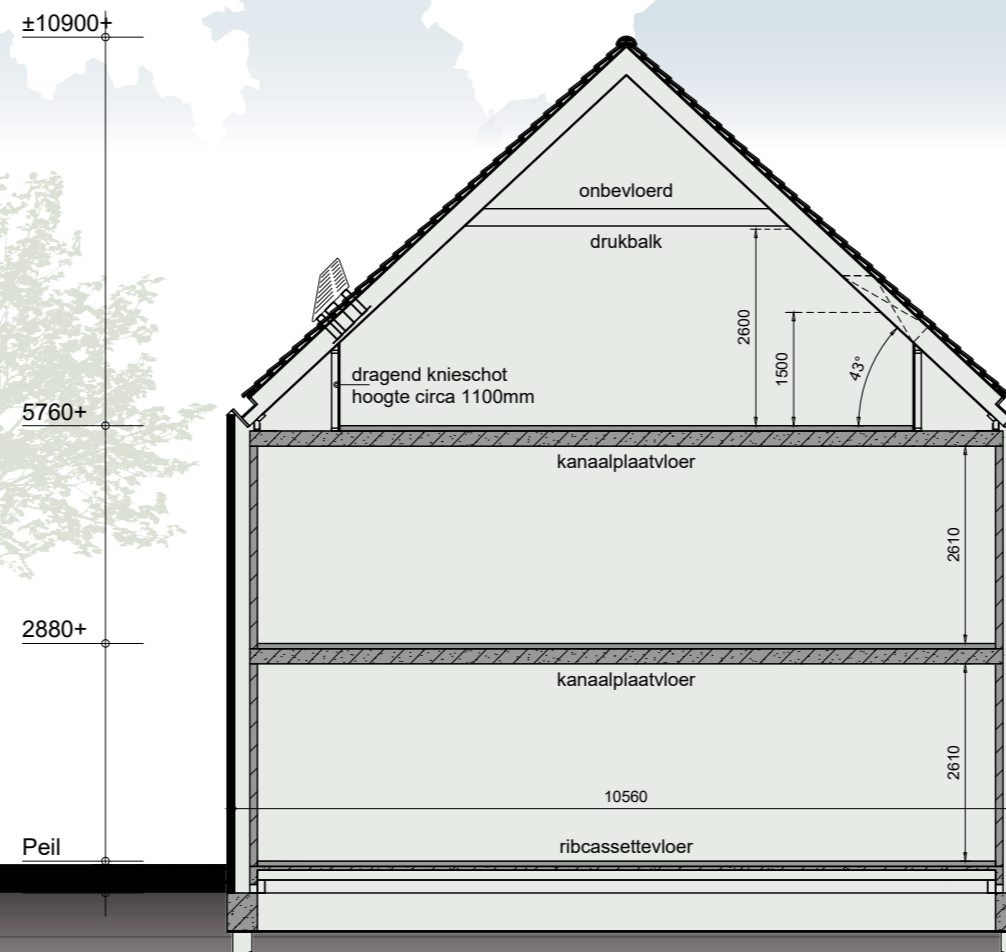 ±10900+
onbevloerd
drukbalk
2600
1500
43°
dragend knieschot
hoogte circa 1100mm
5760+
kanaalplaatvloer
2610
2880+
kanaalplaatvloer
2610
10560
Peil
ribcassettevloer